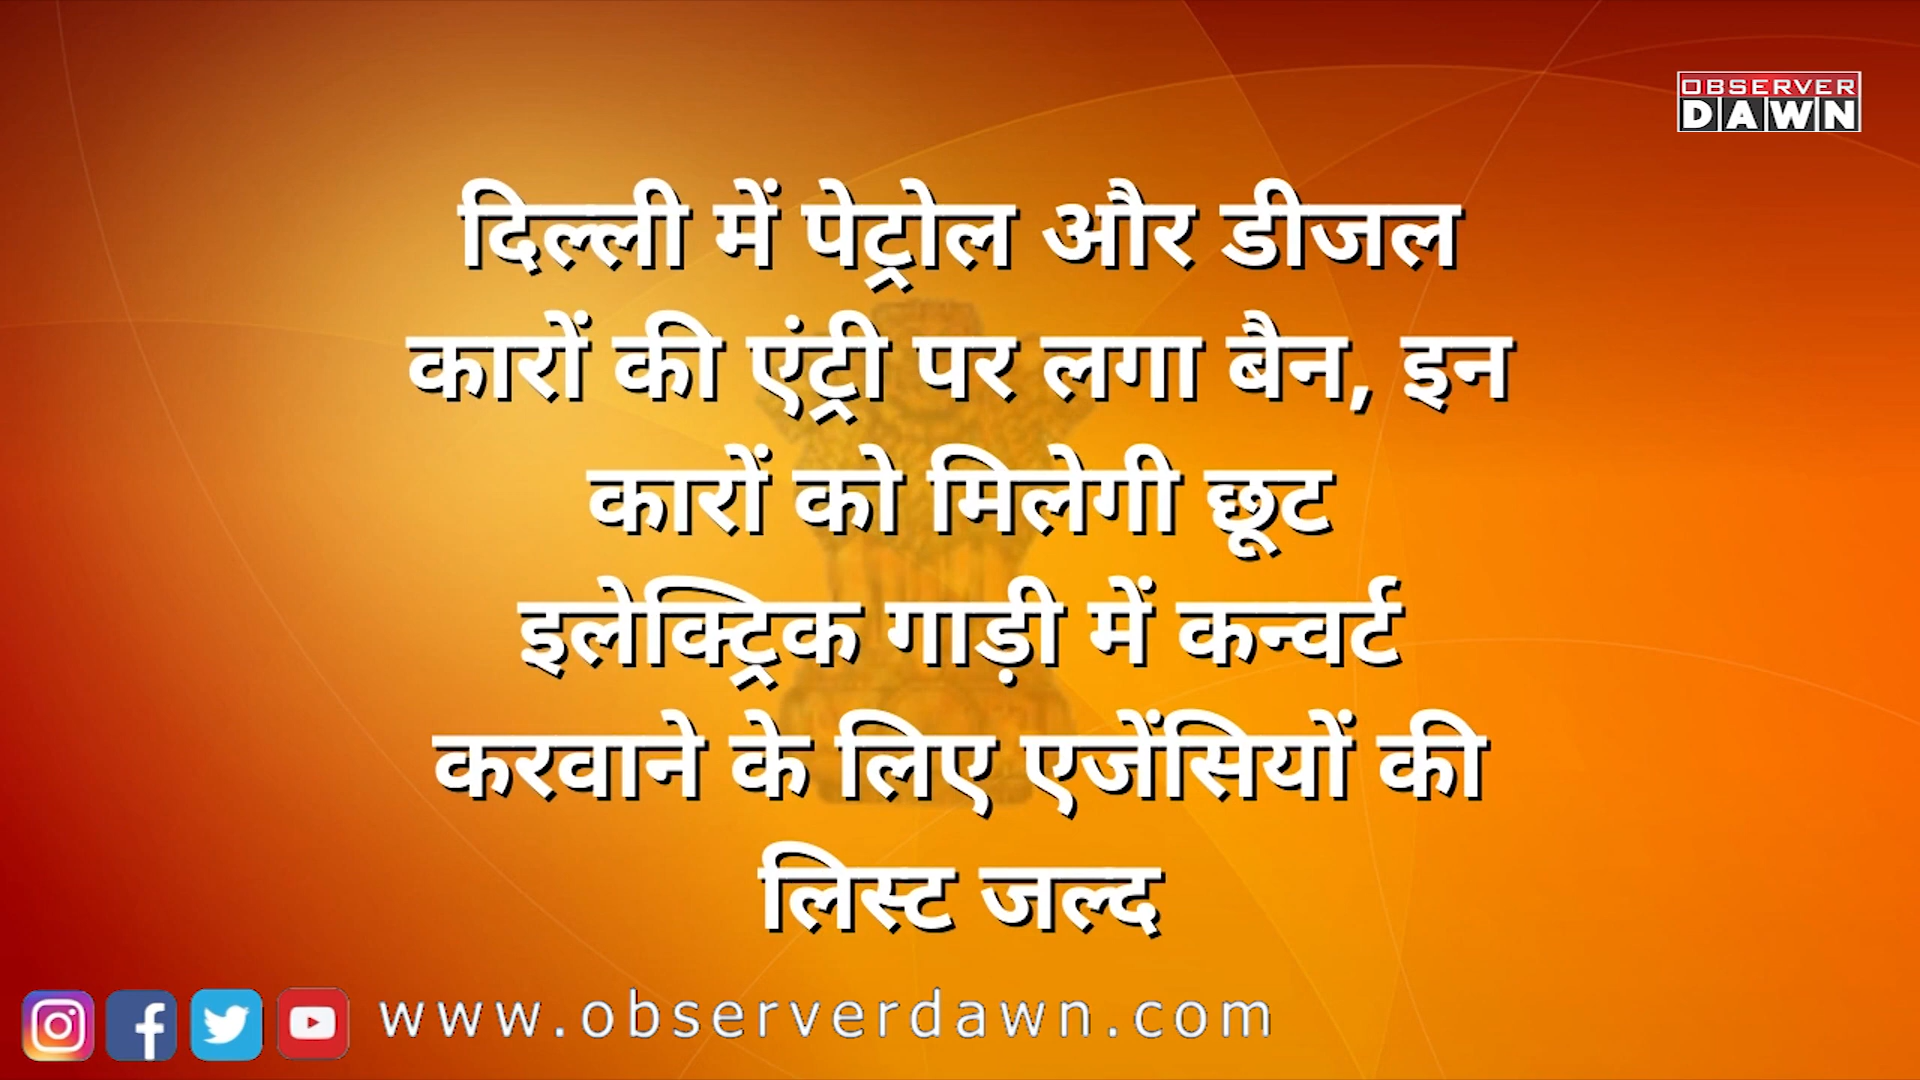 OBSERVER
DAWN
दिल्ली में पेट्रोल और डीजल
कारों की एंट्री पर लगा बैन, इन
कारों को मिलेगी छूट
इलेक्ट्रिक गाड़ी में कन्वर्ट
करवाने के लिए एजेंसियों की
लिस्ट जल्द
www.observerdawn.com